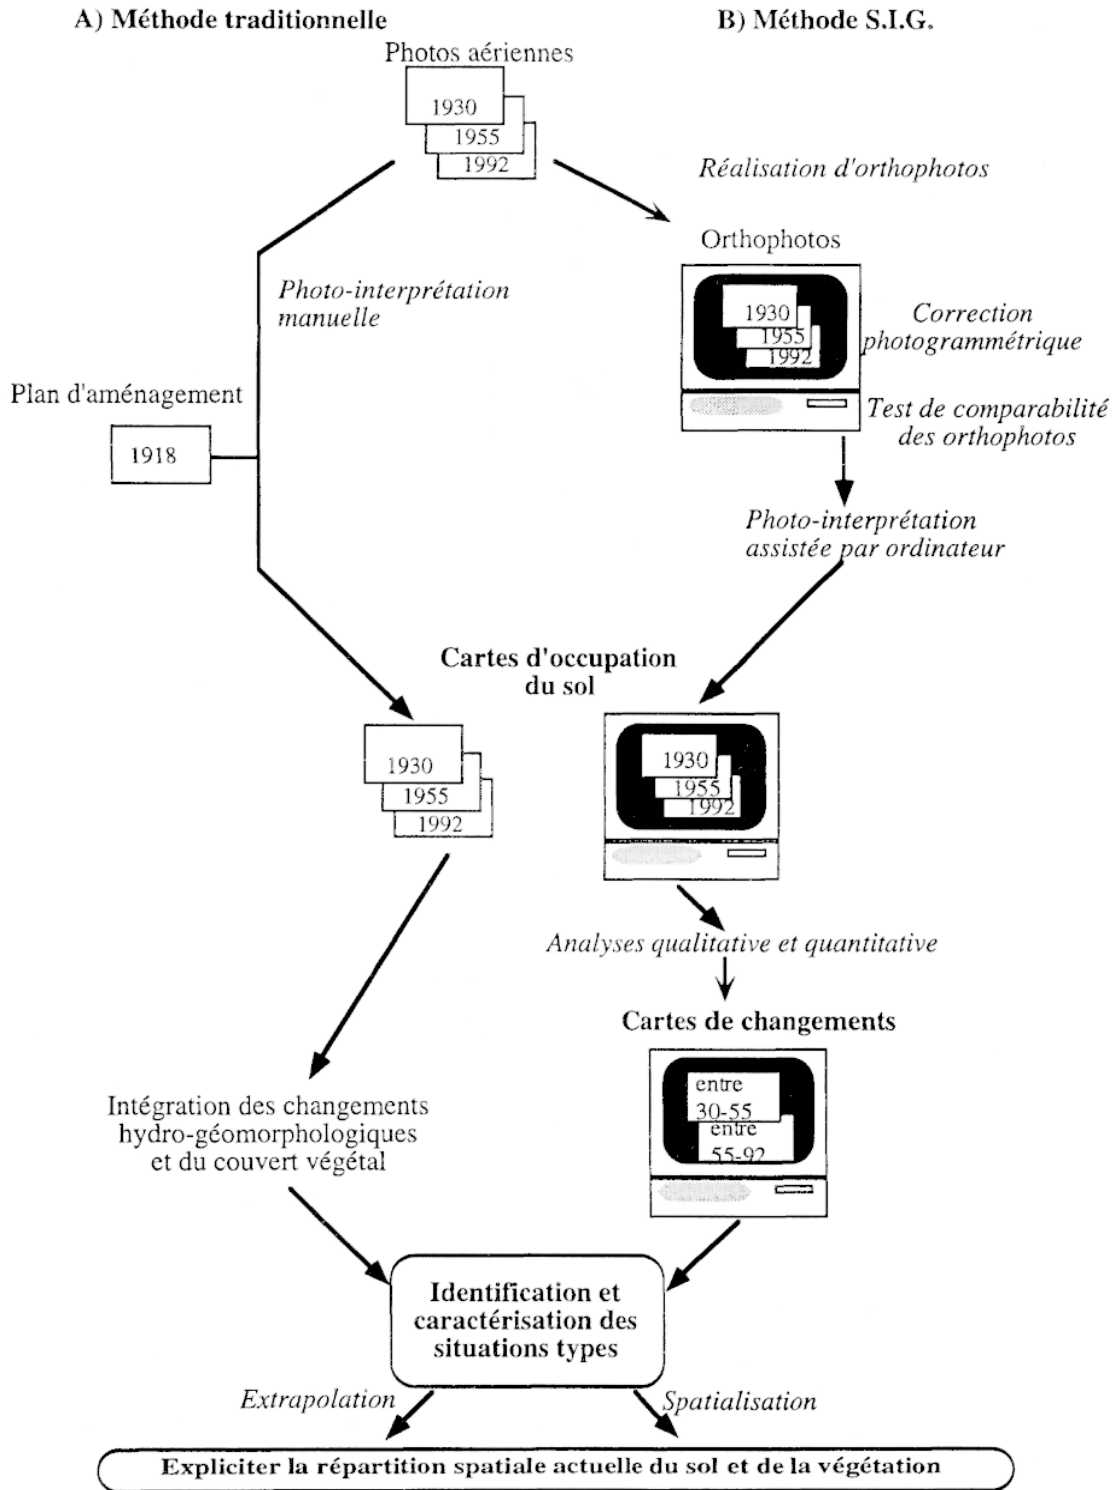 A) Méthode traditionnelle
B) Méthode S.I.G.
Photos aériennes
1930
1955
1992
Réalisation d'orthophotos
Orthophotos
1930
1955
1992
Correction
photogrammétrique
Test de comparabilité
des orthophotos
Photo-interprétation
manuelle
Plan d'aménagement
1918
Photo-interprétation
assistée par ordinateur
Cartes d'occupation
du sol
1930
1955
1992
1930
1955
1992
Analyses qualitative et quantitative
Cartes de changements
entre
30-55
entre
55-92
Intégration des changements
hydro-géomorphologiques
et du couvert végétal
Identification et
caractérisation des
situations types
Extrapolation
Spatialisation
Expliciter la répartition spatiale actuelle du sol et de la végétation